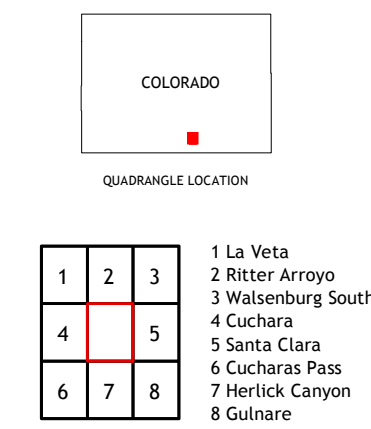 COLORADO
QUADRANGLE LOCATION
1 2 3
4 5
6 7 8
1 La Veta
2 Ritter Arroyo
3 Walsenburg South
4 Cuchara
5 Santa Clara
6 Cucharas Pass
7 Herlick Canyon
8 Gulnare